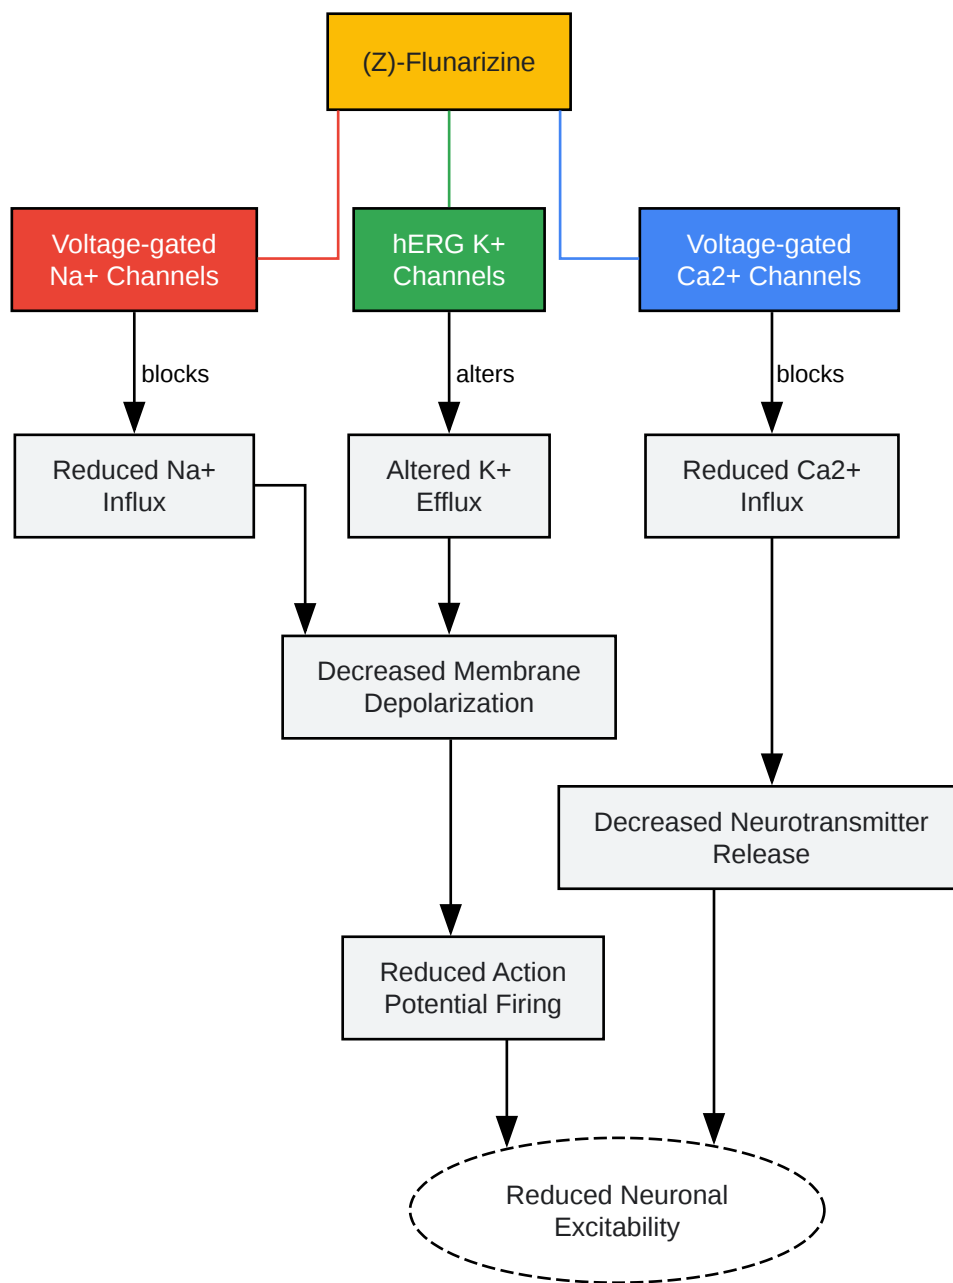 (Z)-Flunarizine
Voltage-gated
Na+ Channels
hERG K+
Channels
Voltage-gated
Ca2+ Channels
blocks
alters
blocks
Reduced Na+
Influx
Altered K+
Efflux
Reduced Ca2+
Influx
Decreased Membrane
Depolarization
Decreased Neurotransmitter
Release
Reduced Action
Potential Firing
Reduced Neuronal
Excitability